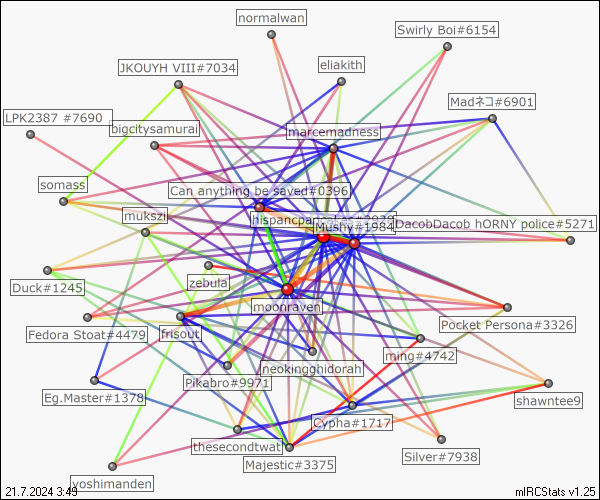 normalwan
Swirly Boi#6154
JKOUYH VIII#7034
eliakith
Madネコ#6901
LPK2387 #7690
bigcitysamurai
marcemadness
somass
Can anything be saved#0396
mukszi
Mushy#1984
DacobDacob hORNY police#5271
Duck#1245
zebula
moonraven
Fedora Stoat#4479
frisout
Pocket Persona#3326
ming#4742
neokingghidorah
Pikabro#9971
Eg.Master#1378
shawntee9
Cypha#1717
thesecondtwat
Majestic#3375
Silver#7938
yoshimanden
21.7.2024 3:49
mIRCStats v1.25